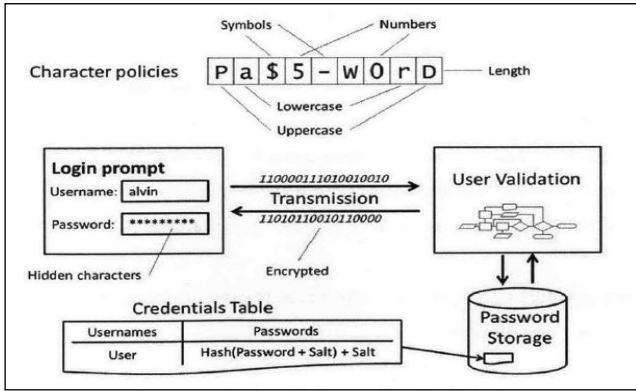 Symbols Numbers
Character policies P a $ 5 - W 0 r D Length
Lowercase
Uppercase
Login prompt
Username: alvin
Password: *********
Hidden characters
110000111010010010
Transmission
11010110010110000
Encrypted
User Validation
Credentials Table
Usernames Passwords
User Hash(Password + Salt) + Salt
Password
Storage